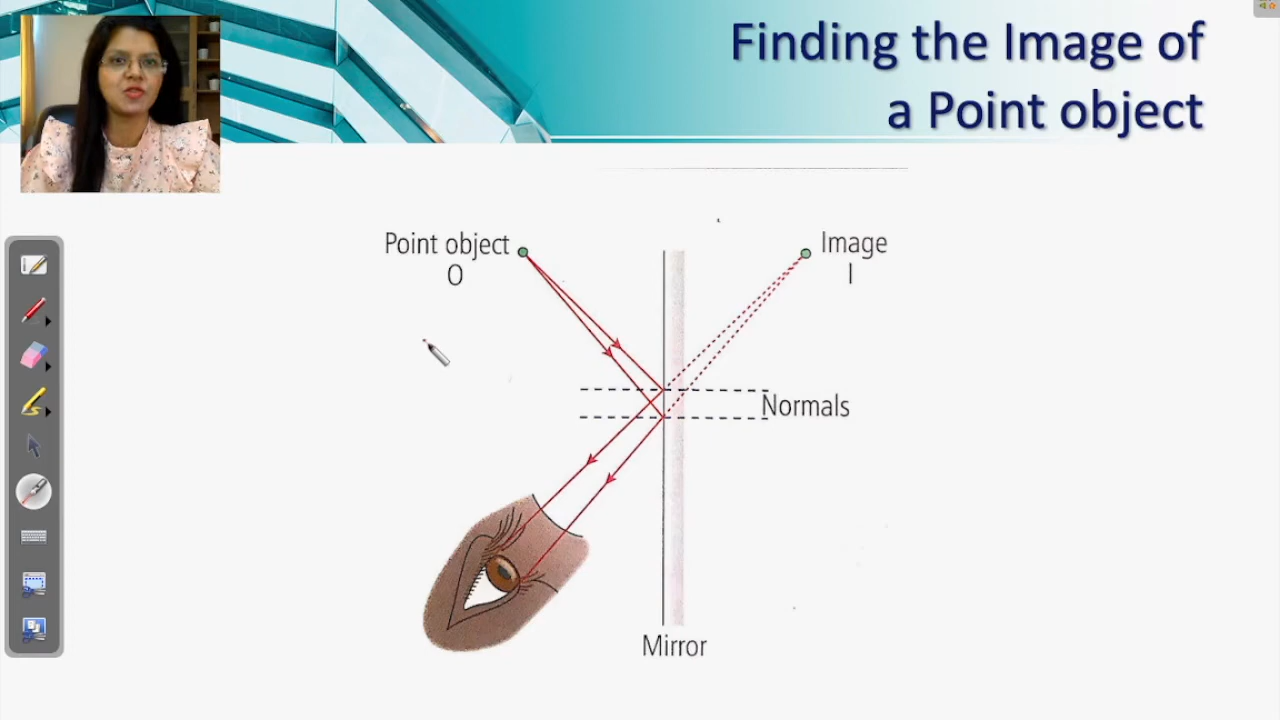 Finding the Image of
a Point object
Point object
O
Image
I
Normals
Mirror